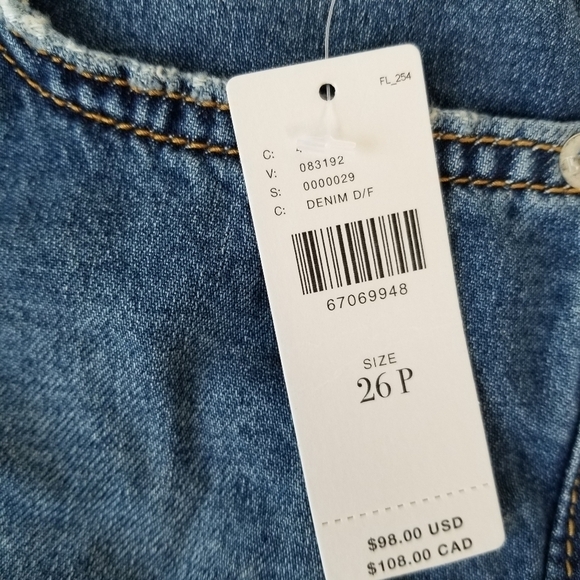 FL_254
C:
V: 083192
S: 0000029
C: DENIM D/F
67069948
SIZE
26 P
$98.00 USD
$108.00 CAD